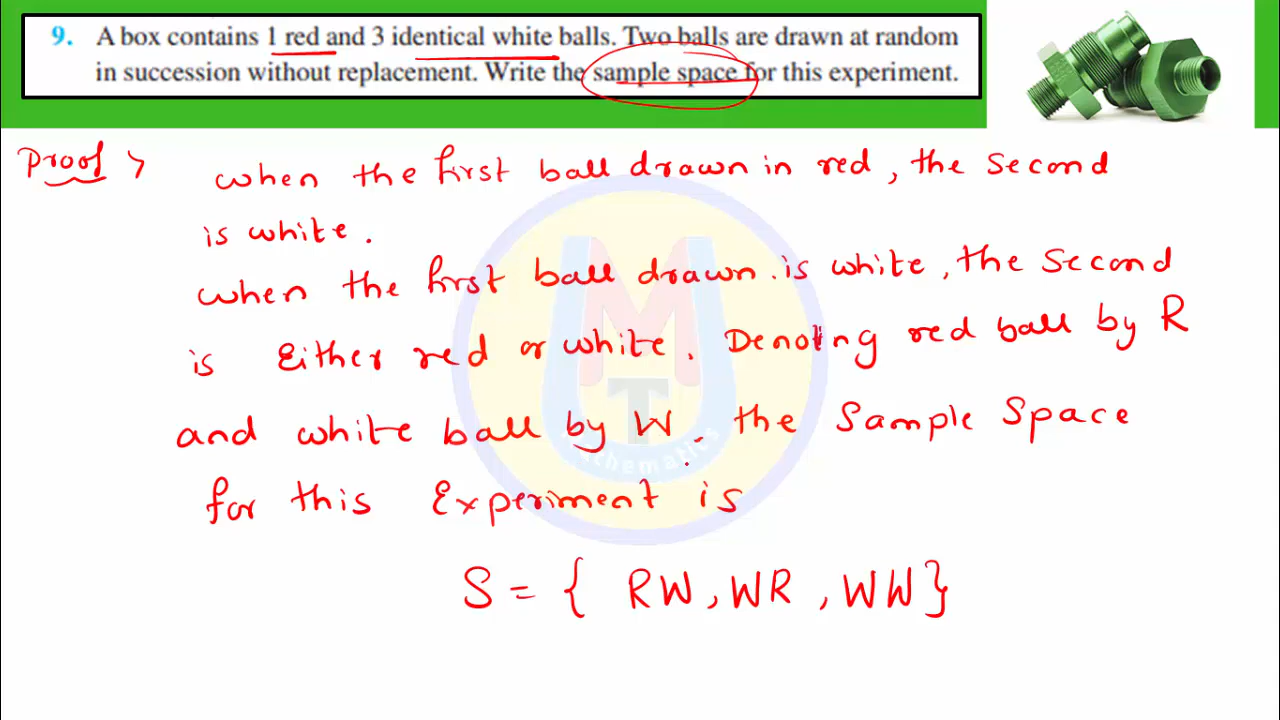 9. A box contains 1 red and 3 identical white balls. Two balls are drawn at random
in succession without replacement. Write the sample space for this experiment.
Proof >
when the first ball drawn in red, the second
is white.
when the first ball drawn is white, the second
is Either red or white. Denoting red ball by R
and white ball by W. the Sample Space
for this Experiment is
S = { RW, WR, WW}
MUT
Mathematics